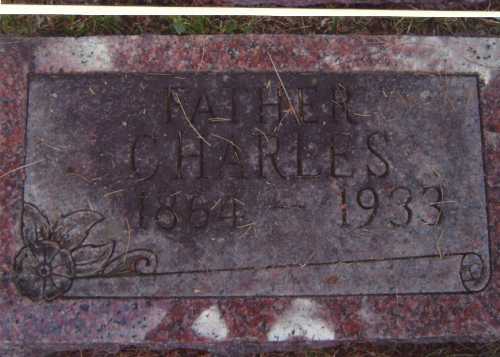 FATHER
CHARLES
1864 - 1933